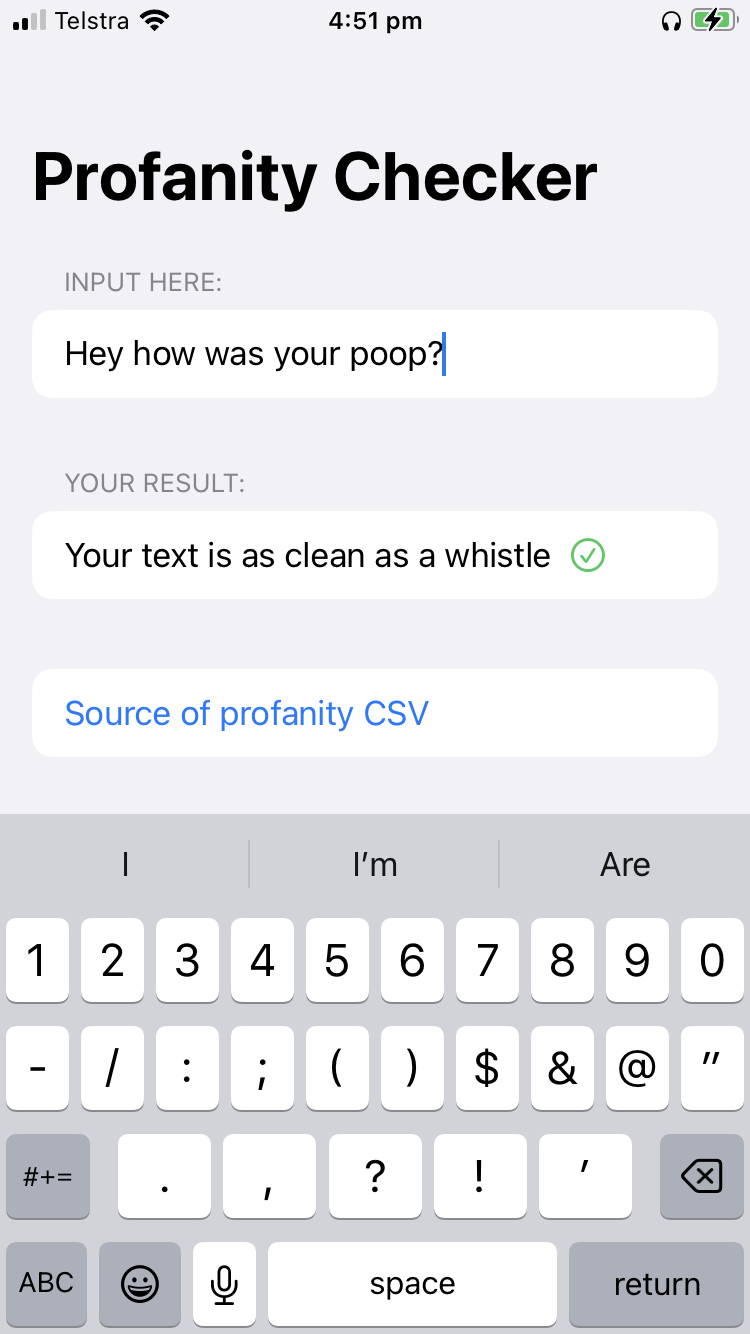 Telstra 4:51 pm
Profanity Checker
INPUT HERE:
Hey how was your poop?
YOUR RESULT:
Your text is as clean as a whistle
Source of profanity CSV
I I’m Are
1 2 3 4 5 6 7 8 9 0
- / : ; ( ) $ & @ "
#+= . , ? ! ’
ABC space return